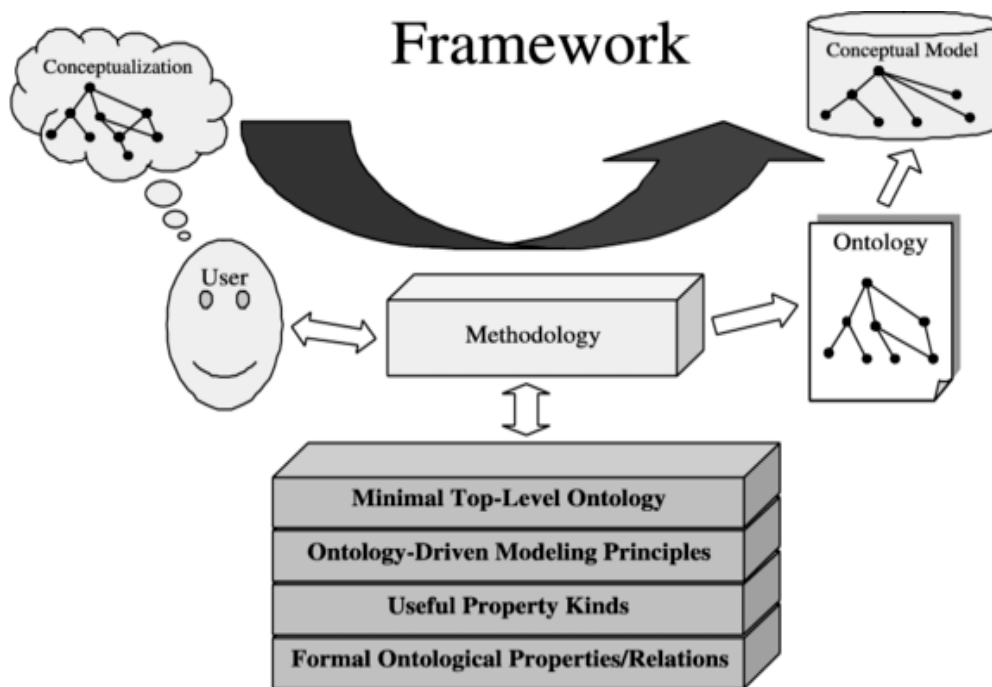 Framework
Conceptualization
Conceptual Model
User
Ontology
Methodology
Minimal Top-Level Ontology
Ontology-Driven Modeling Principles
Useful Property Kinds
Formal Ontological Properties/Relations